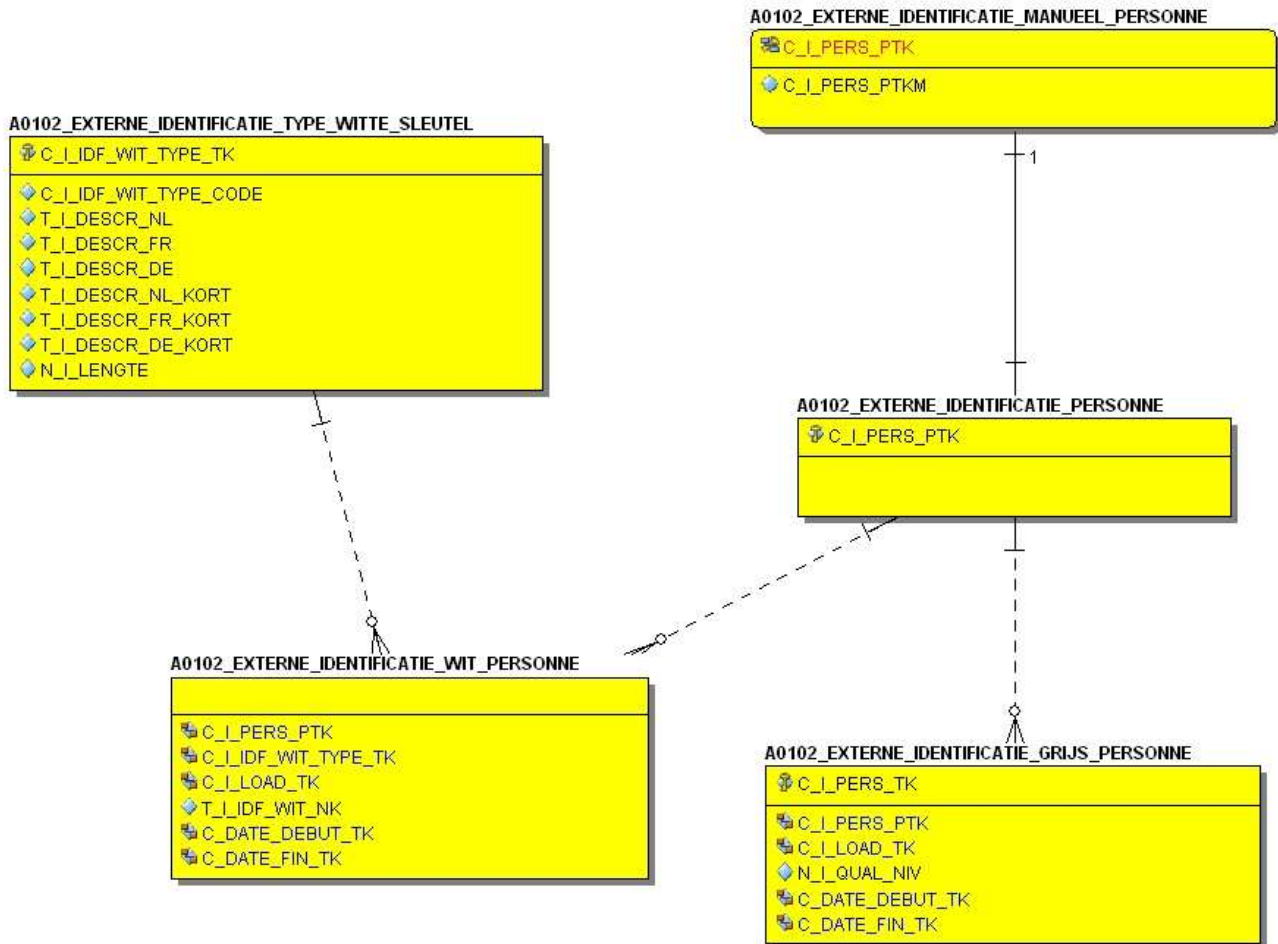 A0102_EXTERNE_IDENTIFICATIE_MANUEEL_PERSONNE
C_I_PERS_PTK
C_I_PERS_PTKM
1
A0102_EXTERNE_IDENTIFICATIE_TYPE_WITTE_SLEUTEL
C_I_IDF_WIT_TYPE_TK
C_I_IDF_WIT_TYPE_CODE
T_I_DESCR_NL
T_I_DESCR_FR
T_I_DESCR_DE
T_I_DESCR_NL_KORT
T_I_DESCR_FR_KORT
T_I_DESCR_DE_KORT
N_I_LENGTE
A0102_EXTERNE_IDENTIFICATIE_PERSONNE
C_I_PERS_PTK
A0102_EXTERNE_IDENTIFICATIE_WIT_PERSONNE
C_I_PERS_PTK
C_I_IDF_WIT_TYPE_TK
C_I_LOAD_TK
T_I_IDF_WIT_NK
C_DATE_DEBUT_TK
C_DATE_FIN_TK
A0102_EXTERNE_IDENTIFICATIE_GRIJS_PERSONNE
C_I_PERS_TK
C_I_PERS_PTK
C_I_LOAD_TK
N_I_QUAL_NIV
C_DATE_DEBUT_TK
C_DATE_FIN_TK